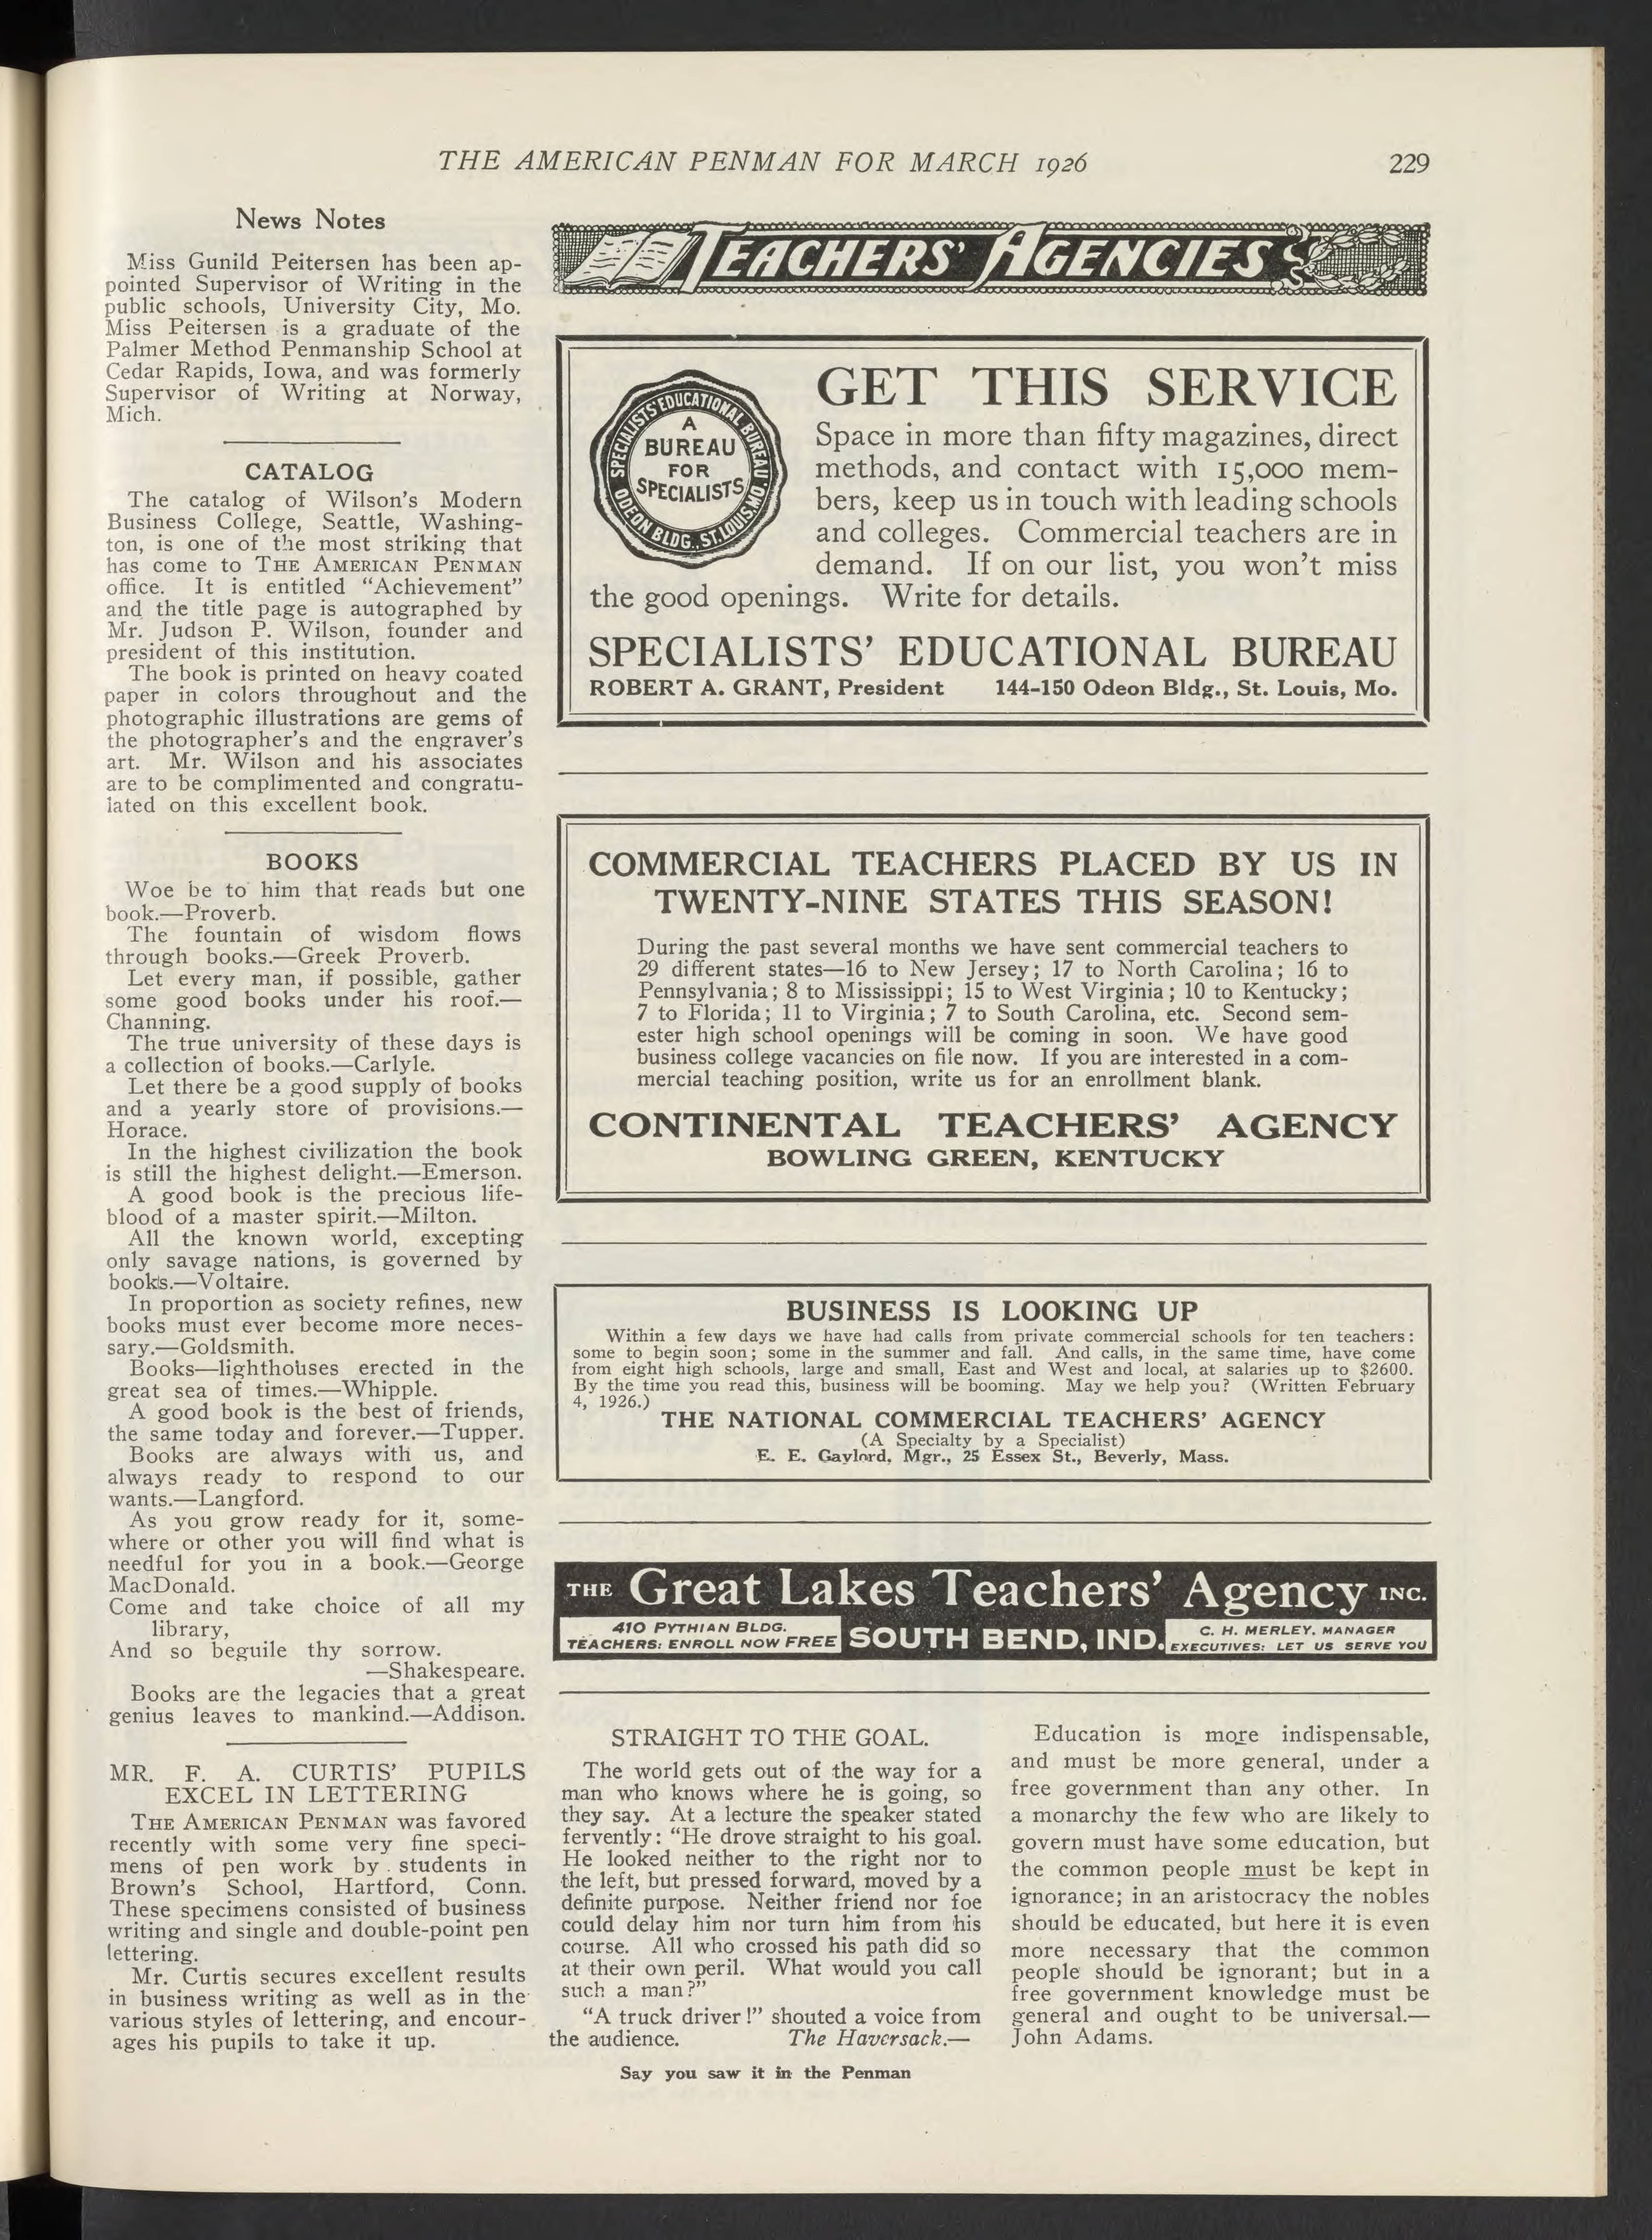 THE AMERICAN PENMAN FOR MARCH 1926
229
News Notes
Miss Gunild Peitersen has been ap-
pointed Supervisor of Writing in the
public schools, University City, Mo.
Miss Peitersen is a graduate of the
Palmer Method Penmanship School at
Cedar Rapids, Iowa, and was formerly
Supervisor of Writing at Norway,
Mich.
CATALOG
The catalog of Wilson's Modern
Business College, Seattle, Washing-
ton, is one of the most striking that
has come to THE AMERICAN PENMAN
office. It is entitled "Achievement"
and the title page is autographed by
Mr. Judson P. Wilson, founder and
president of this institution.
The book is printed on heavy coated
paper in colors throughout and the
photographic illustrations are gems of
the photographer's and the engraver's
art. Mr. Wilson and his associates
are to be complimented and congratu-
lated on this excellent book.
BOOKS
Woe be to him that reads but one
book.—Proverb.
The fountain of wisdom flows
through books.—Greek Proverb.
Let every man, if possible, gather
some good books under his roof.—
Channing.
The true university of these days is
a collection of books.—Carlyle.
Let there be a good supply of books
and a yearly store of provisions.—
Horace.
In the highest civilization the book
is still the highest delight.—Emerson.
A good book is the precious life-
blood of a master spirit.—Milton.
All the known world, excepting
only savage nations, is governed by
books.—Voltaire.
In proportion as society refines, new
books must ever become more neces-
sary.—Goldsmith.
Books—lighthouses erected in the
great sea of times.—Whipple.
A good book is the best of friends,
the same today and forever.—Tupper.
Books are always with us, and
always ready to respond to our
wants.—Langford.
As you grow ready for it, some-
where or other you will find what is
needful for you in a book.—George
MacDonald.
Come and take choice of all my
library,
And so beguile thy sorrow.
—Shakespeare.
Books are the legacies that a great
genius leaves to mankind.—Addison.
MR. F. A. CURTIS' PUPILS
EXCEL IN LETTERING
THE AMERICAN PENMAN was favored
recently with some very fine speci-
mens of pen work by students in
Brown's School, Hartford, Conn.
These specimens consisted of business
writing and single and double-point pen
lettering.
Mr. Curtis secures excellent results
in business writing as well as in the
various styles of lettering, and encour-
ages his pupils to take it up.
TEACHERS' AGENCIES
SPECIALISTS' EDUCATIONAL BUREAU
ODEON BLDG., ST. LOUIS, MO.
A
BUREAU
FOR
SPECIALISTS
GET THIS SERVICE
Space in more than fifty magazines, direct
methods, and contact with 15,000 mem-
bers, keep us in touch with leading schools
and colleges. Commercial teachers are in
demand. If on our list, you won't miss
the good openings. Write for details.
SPECIALISTS' EDUCATIONAL BUREAU
ROBERT A. GRANT, President 144-150 Odeon Bldg., St. Louis, Mo.
COMMERCIAL TEACHERS PLACED BY US IN
TWENTY-NINE STATES THIS SEASON!
During the past several months we have sent commercial teachers to
29 different states—16 to New Jersey; 17 to North Carolina; 16 to
Pennsylvania; 8 to Mississippi; 15 to West Virginia; 10 to Kentucky;
7 to Florida; 11 to Virginia; 7 to South Carolina, etc. Second sem-
ester high school openings will be coming in soon. We have good
business college vacancies on file now. If you are interested in a com-
mercial teaching position, write us for an enrollment blank.
CONTINENTAL TEACHERS' AGENCY
BOWLING GREEN, KENTUCKY
BUSINESS IS LOOKING UP
Within a few days we have had calls from private commercial schools for ten teachers:
some to begin soon; some in the summer and fall. And calls, in the same time, have come
from eight high schools, large and small, East and West and local, at salaries up to $2600.
By the time you read this, business will be booming. May we help you? (Written February
4, 1926.)
THE NATIONAL COMMERCIAL TEACHERS' AGENCY
(A Specialty by a Specialist)
E. E. Gaylord, Mgr., 25 Essex St., Beverly, Mass.
THE Great Lakes Teachers' Agency INC.
410 PYTHIAN BLDG.
TEACHERS: ENROLL NOW FREE
SOUTH BEND, IND.
C. H. MERLEY, MANAGER
EXECUTIVES: LET US SERVE YOU
STRAIGHT TO THE GOAL.
The world gets out of the way for a
man who knows where he is going, so
they say. At a lecture the speaker stated
fervently: "He drove straight to his goal.
He looked neither to the right nor to
the left, but pressed forward, moved by a
definite purpose. Neither friend nor foe
could delay him nor turn him from his
course. All who crossed his path did so
at their own peril. What would you call
such a man?"
"A truck driver!" shouted a voice from
the audience. The Haversack.—
Education is more indispensable,
and must be more general, under a
free government than any other. In
a monarchy the few who are likely to
govern must have some education, but
the common people must be kept in
ignorance; in an aristocracy the nobles
should be educated, but here it is even
more necessary that the common
people should be ignorant; but in a
free government knowledge must be
general and ought to be universal.—
John Adams.
Say you saw it in the Penman